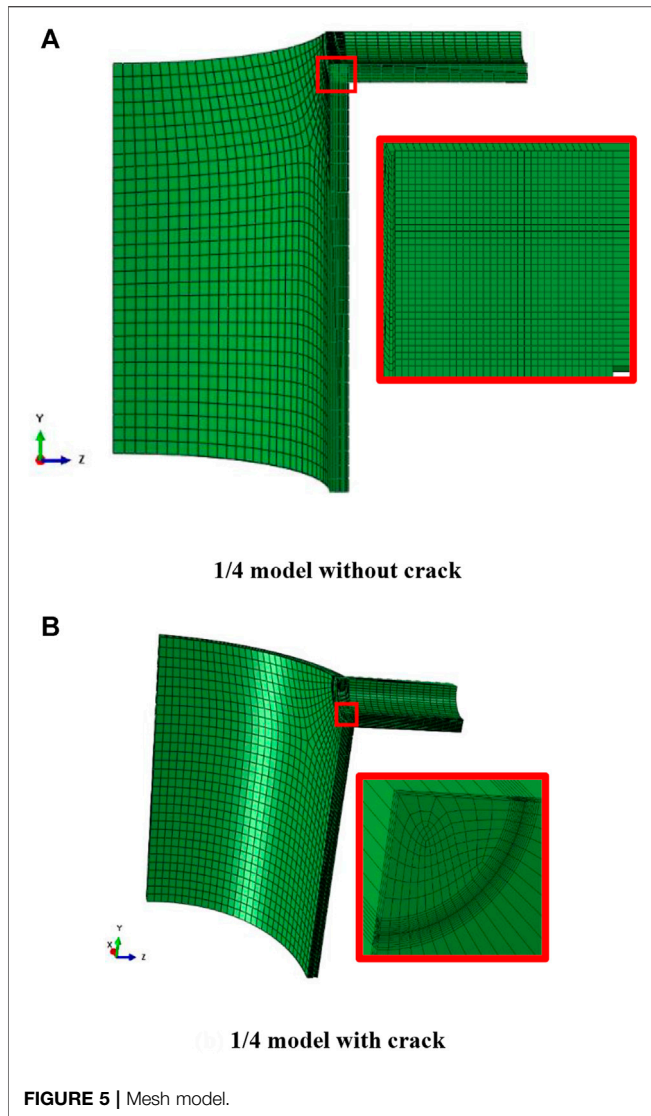 A
Y
Z
1/4 model without crack
B
Y
X
Z
(b) 1/4 model with crack
FIGURE 5 | Mesh model.